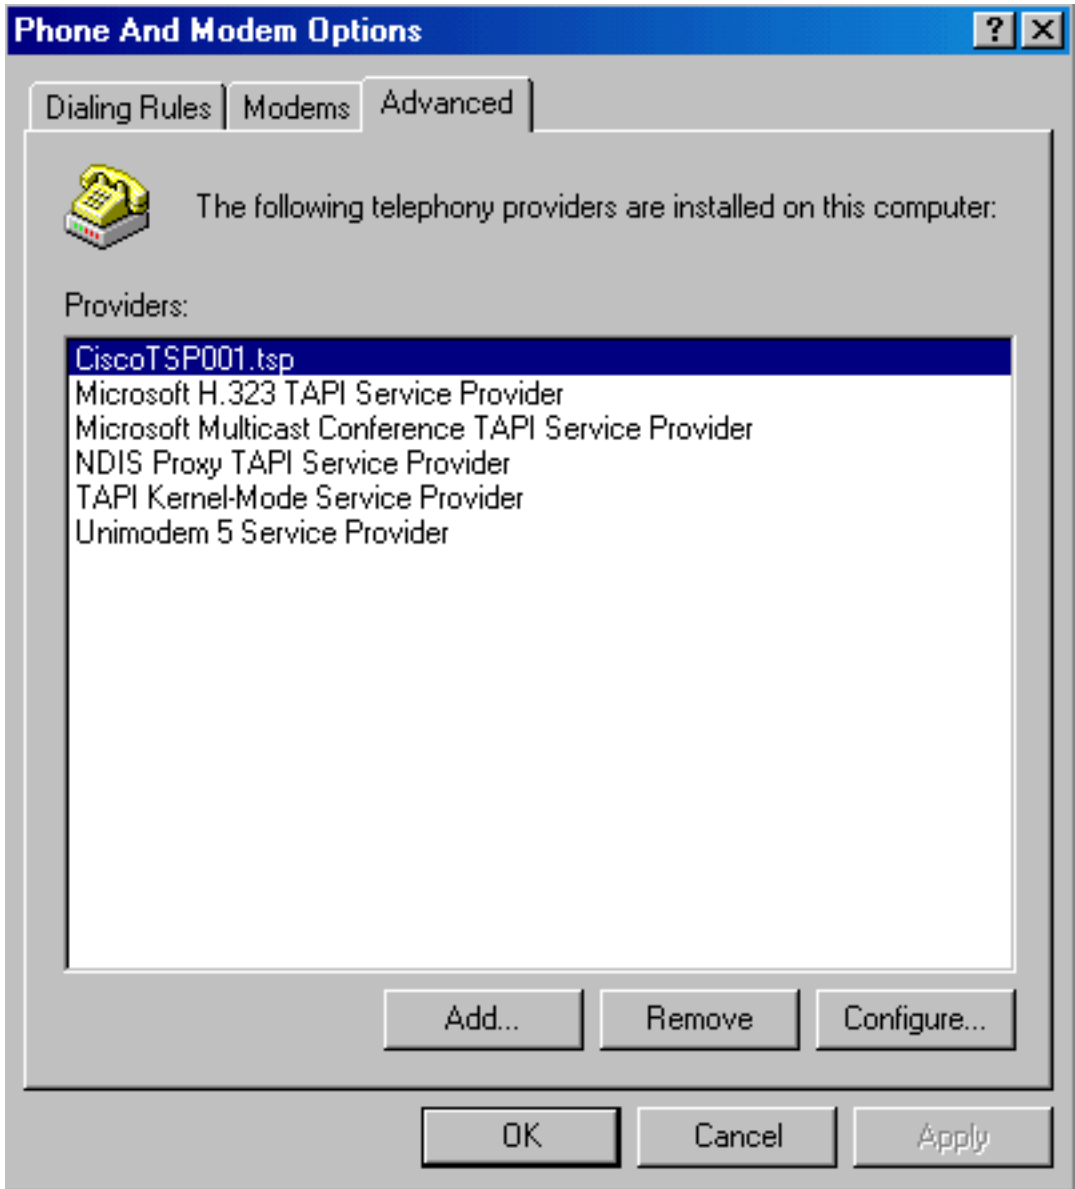 Phone And Modem Options
Dialing Rules
Modems
Advanced
The following telephony providers are installed on this computer:
Providers:
CiscoTSP001.tsp
Microsoft H.323 TAPI Service Provider
Microsoft Multicast Conference TAPI Service Provider
NDIS Proxy TAPI Service Provider
TAPI Kernel-Mode Service Provider
Unimodem 5 Service Provider
Add...
Remove
Configure...
OK
Cancel
Apply